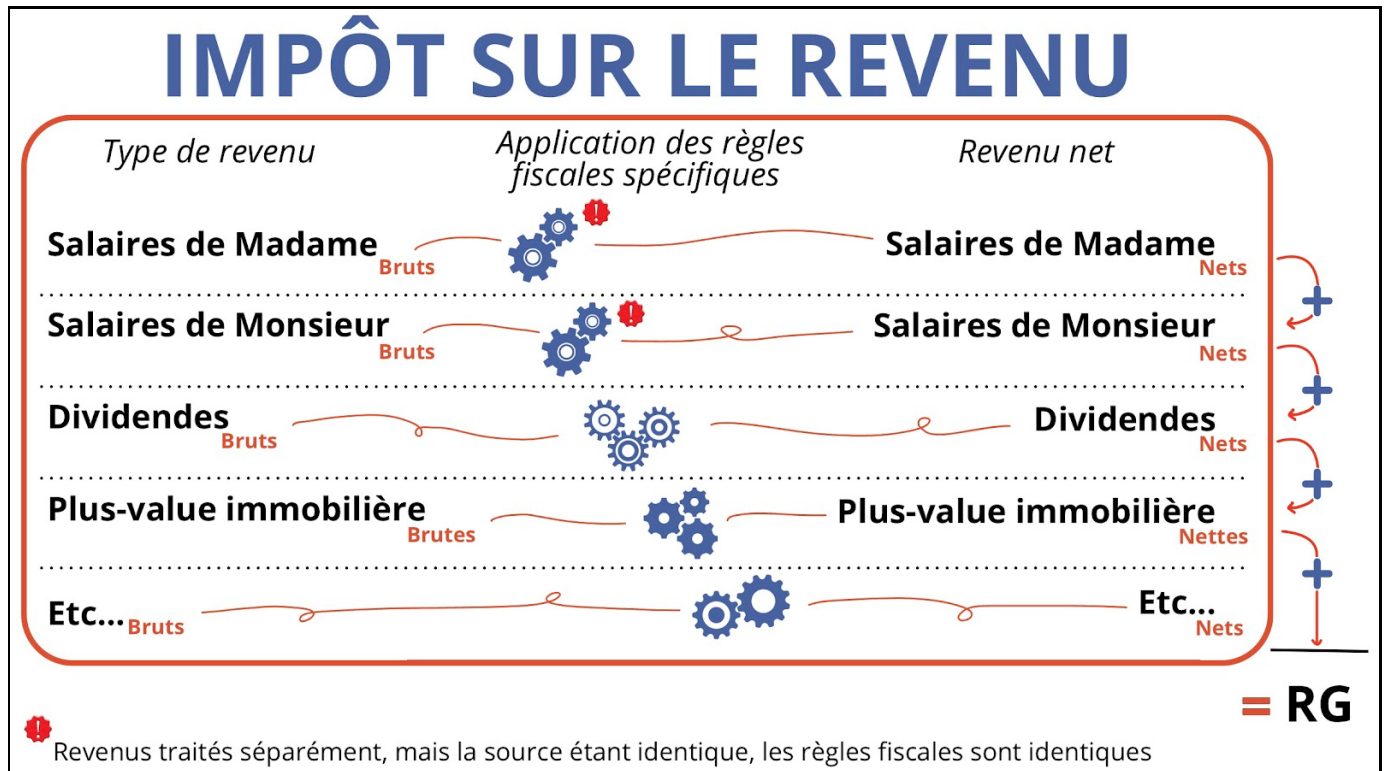 IMPÔT SUR LE REVENU
Type de revenu
Application des règles
fiscales spécifiques
Revenu net
Salaires de Madame
Bruts
Salaires de Madame
Nets
Salaires de Monsieur
Bruts
Salaires de Monsieur
Nets
Dividendes
Bruts
Dividendes
Nets
Plus-value immobilière
Brutes
Plus-value immobilière
Nettes
Etc...
Bruts
Etc...
Nets
= RG
Revenus traités séparément, mais la source étant identique, les règles fiscales sont identiques